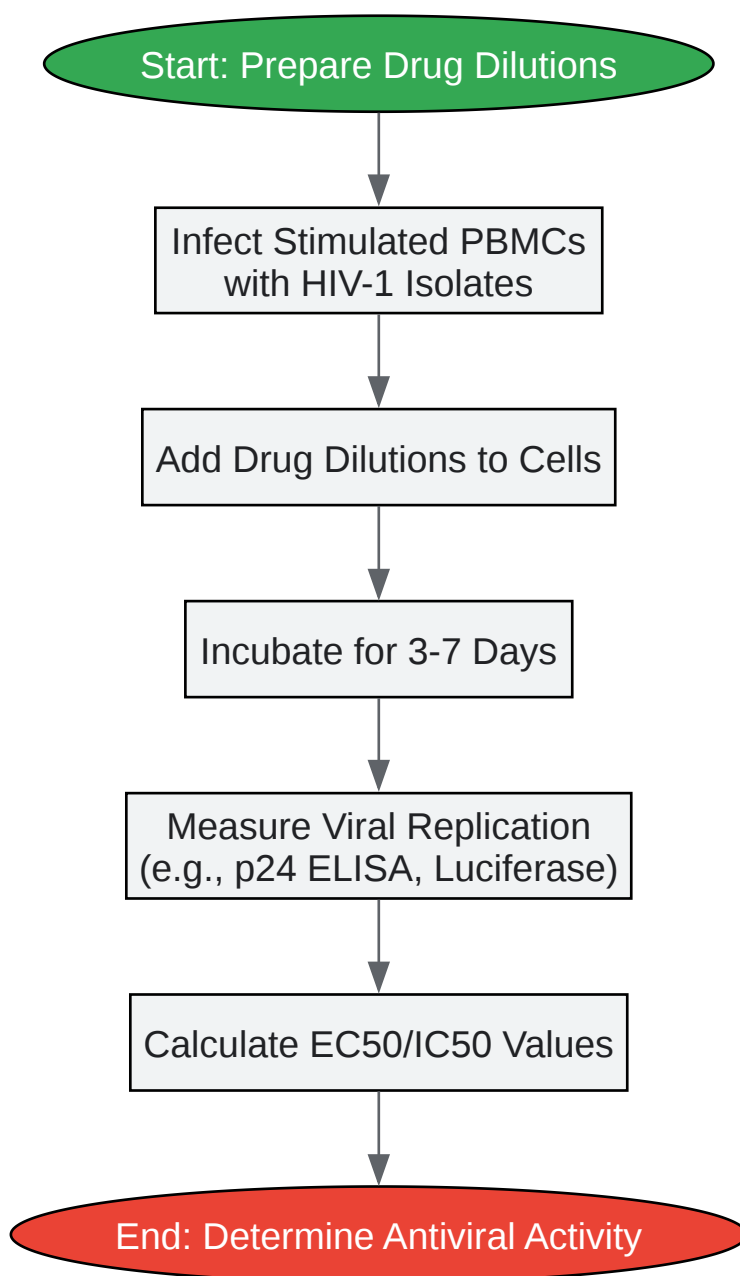 Start: Prepare Drug Dilutions
Infect Stimulated PBMCs
with HIV-1 Isolates
Add Drug Dilutions to Cells
Incubate for 3-7 Days
Measure Viral Replication
(e.g., p24 ELISA, Luciferase)
Calculate EC50/IC50 Values
End: Determine Antiviral Activity